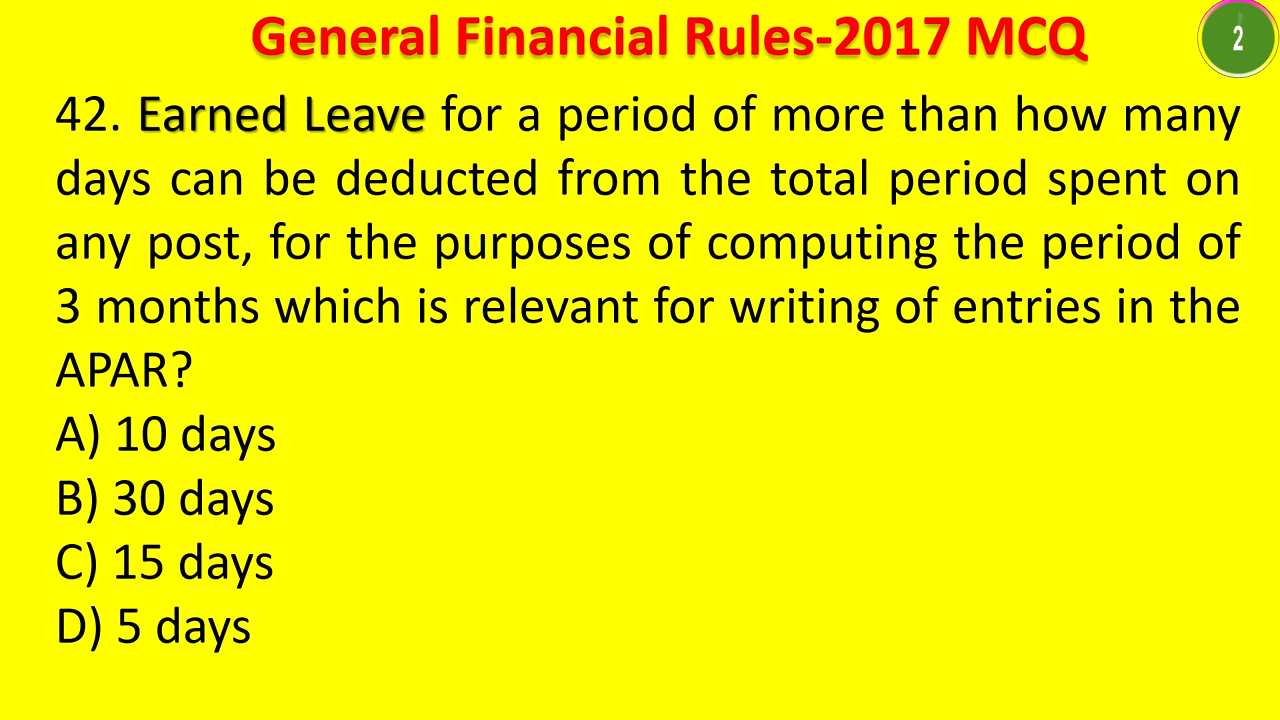 General Financial Rules-2017 MCQ
2
42. Earned Leave for a period of more than how many
days can be deducted from the total period spent on
any post, for the purposes of computing the period of
3 months which is relevant for writing of entries in the
APAR?
A) 10 days
B) 30 days
C) 15 days
D) 5 days